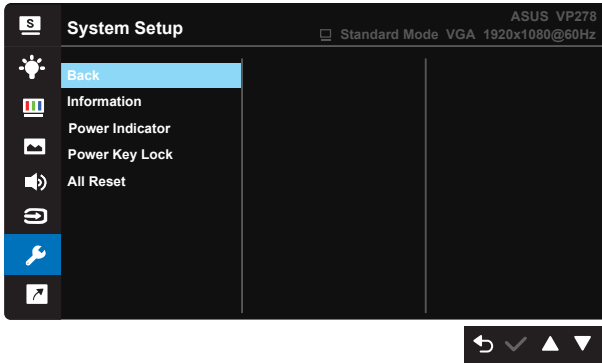 S
System Setup
ASUS VP278
Standard Mode VGA 1920x1080@60Hz
Back
Information
Power Indicator
Power Key Lock
All Reset